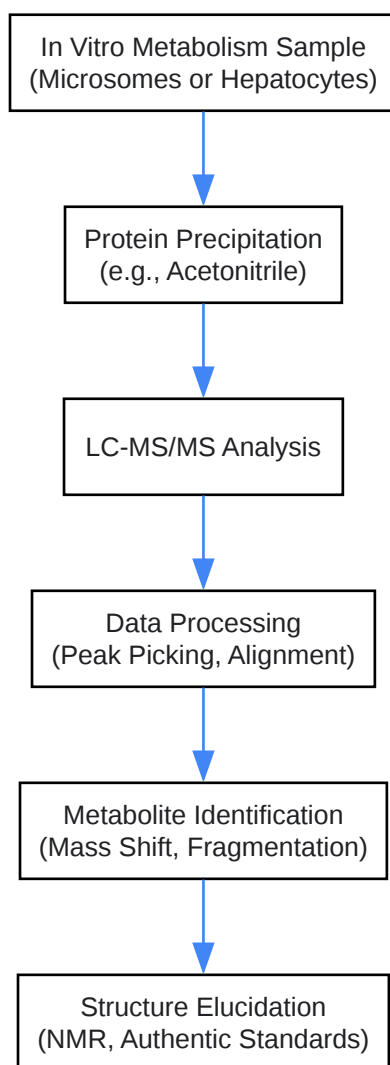 In Vitro Metabolism Sample
(Microsomes or Hepatocytes)
Protein Precipitation
(e.g., Acetonitrile)
LC-MS/MS Analysis
Data Processing
(Peak Picking, Alignment)
Metabolite Identification
(Mass Shift, Fragmentation)
Structure Elucidation
(NMR, Authentic Standards)